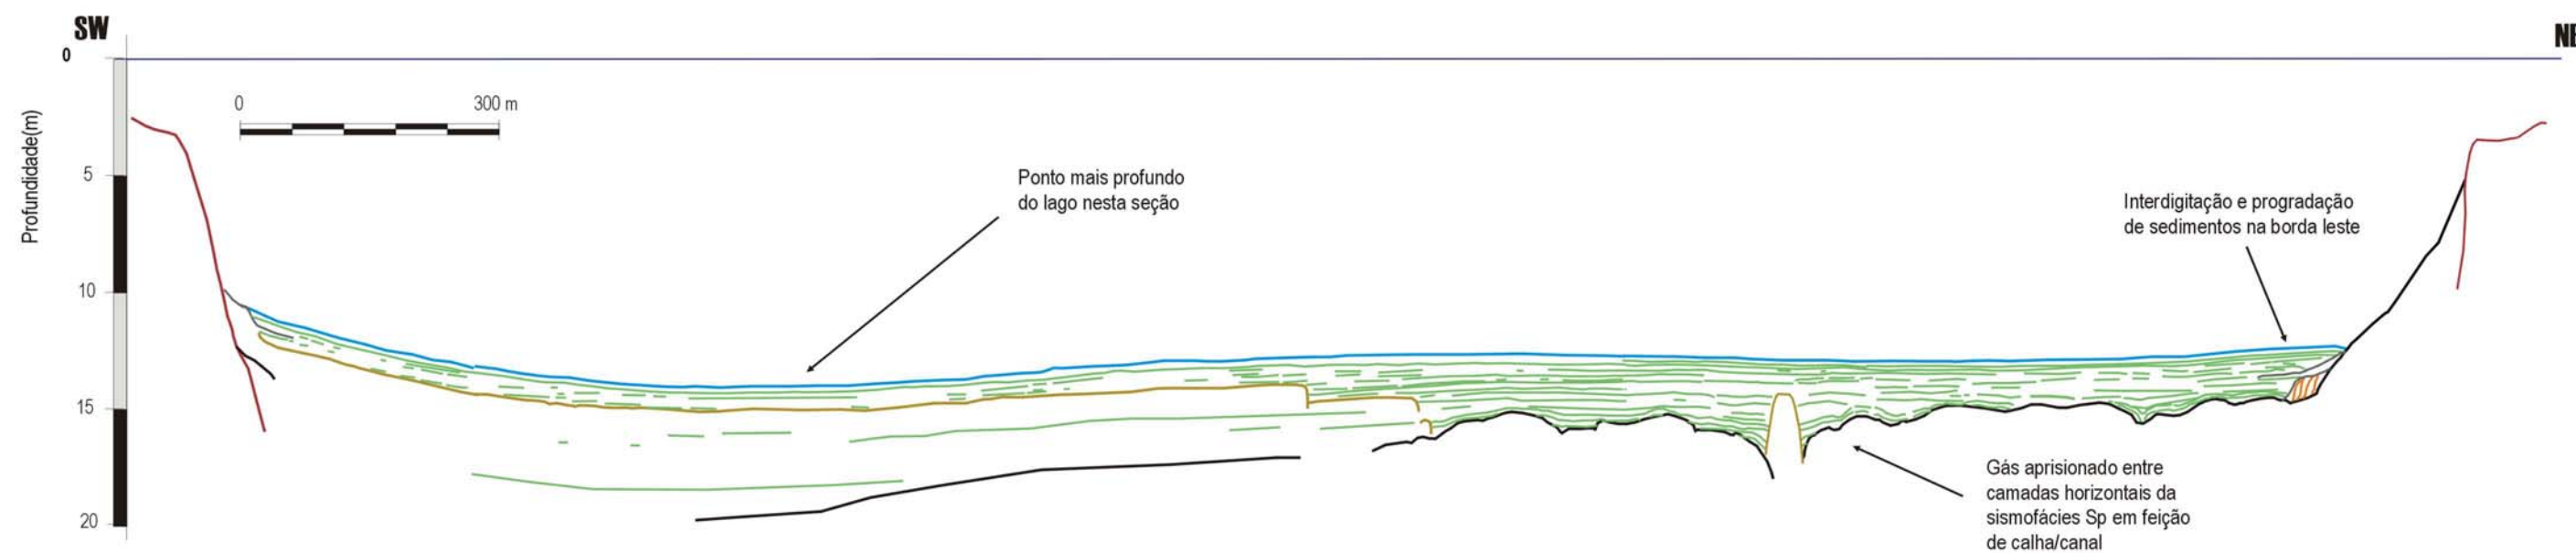 SW
NE
0
Profundidade(m)
0
300 m
5
Ponto mais profundo
do lago nesta seção
Interdigitação e progradação
de sedimentos na borda leste
10
15
Gás aprisionado entre
camadas horizontais da
sismofácies Sp em feição
de calha/canal
20